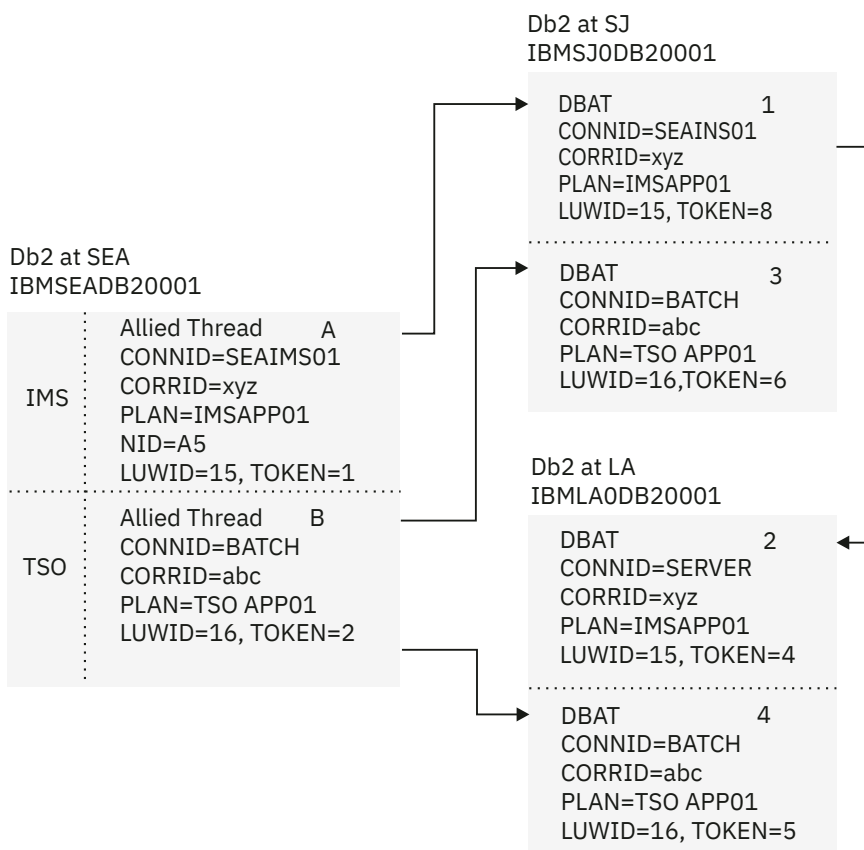 Db2 at SJ
IBMSJ0DB20001
DBAT 1
CONNID=SEAINS01
CORRID=xyz
PLAN=IMSAPP01
LUWID=15, TOKEN=8
DBAT 3
CONNID=BATCH
CORRID=abc
PLAN=TSO APP01
LUWID=16,TOKEN=6
Db2 at SEA
IBMSEADB20001
IMS
Allied Thread A
CONNID=SEAIMS01
CORRID=xyz
PLAN=IMSAPP01
NID=A5
LUWID=15, TOKEN=1
TSO
Allied Thread B
CONNID=BATCH
CORRID=abc
PLAN=TSO APP01
LUWID=16, TOKEN=2
Db2 at LA
IBMLA0DB20001
DBAT 2
CONNID=SERVER
CORRID=xyz
PLAN=IMSAPP01
LUWID=15, TOKEN=4
DBAT 4
CONNID=BATCH
CORRID=abc
PLAN=TSO APP01
LUWID=16, TOKEN=5